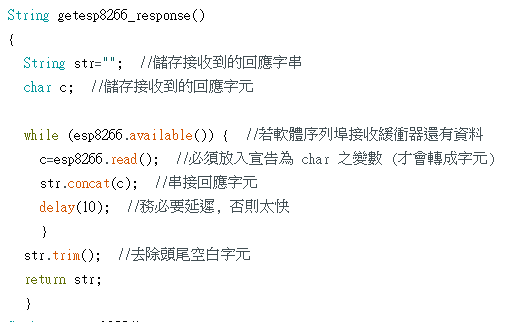 String getesp8266_response()
{
String str="";  //儲存接收到的回應字串
char c;  //儲存接收到的回應字元
while (esp8266.available()) {  //若軟體序列埠接收緩衝器還有資料
c=esp8266.read();  //必須放入宣告為 char 之變數 (才會轉成字元)
str.concat(c);  //串接回應字元
delay(10);  //務必要延遲, 否則太快
}
str.trim();  //去除頭尾空白字元
return str;
}